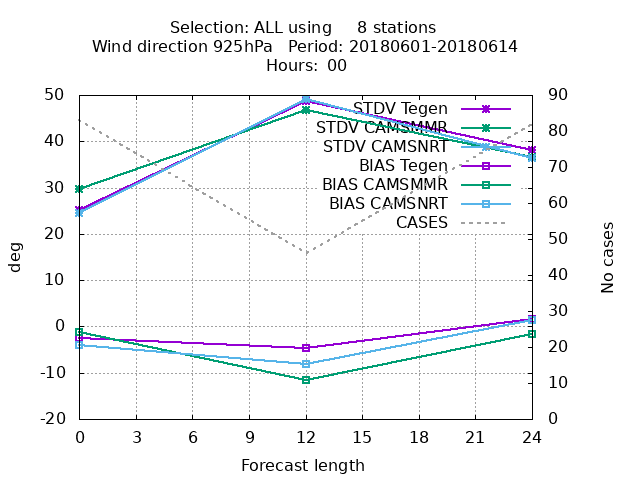 Selection: ALL using     8 stations
Wind direction 925hPa   Period: 20180601-20180614
Hours:  00
50
40
30
20
10
0
-10
-20
deg
90
80
70
60
50
40
30
20
10
0
No cases
STDV Tegen
STDV CAMSMMR
STDV CAMSNRT
BIAS Tegen
BIAS CAMSMMR
BIAS CAMSNRT
CASES
0 3 6 9 12 15 18 21 24
Forecast length